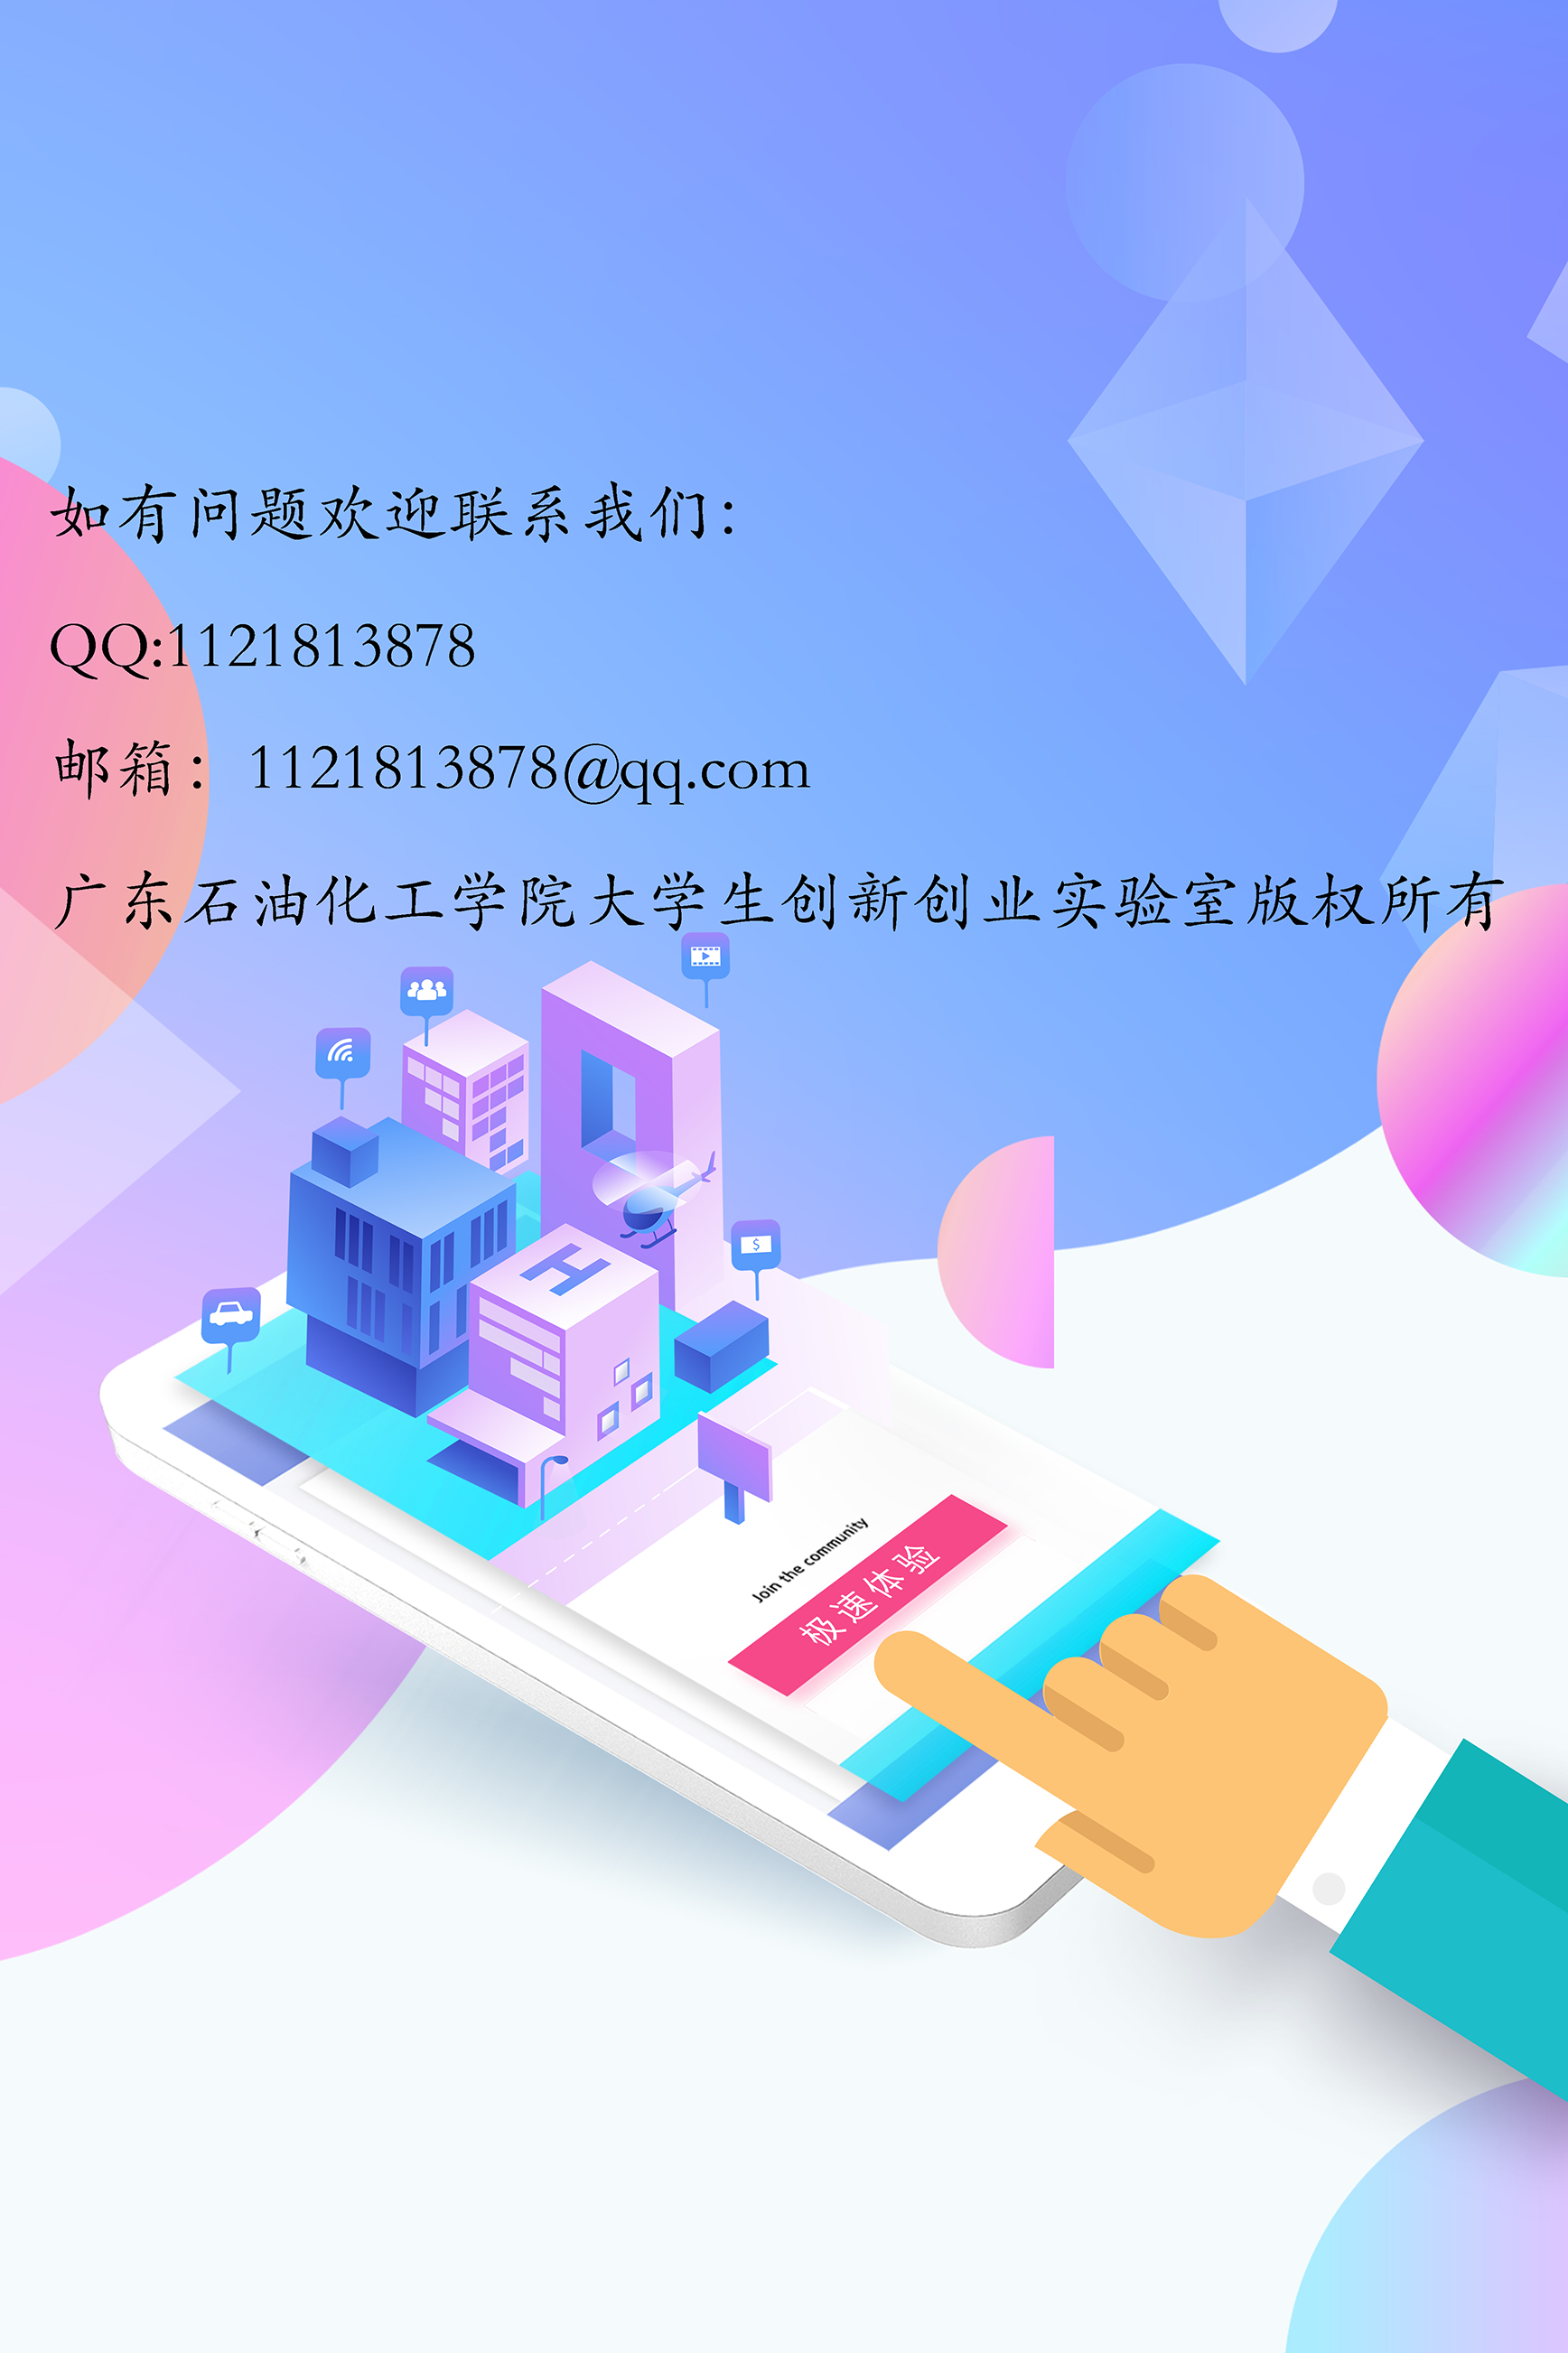 如有问题欢迎联系我们：
QQ:1121813878
邮箱：1121813878@qq.com
广东石油化工学院大学生创新创业实验室版权所有
H
$
Join the community
极速体验